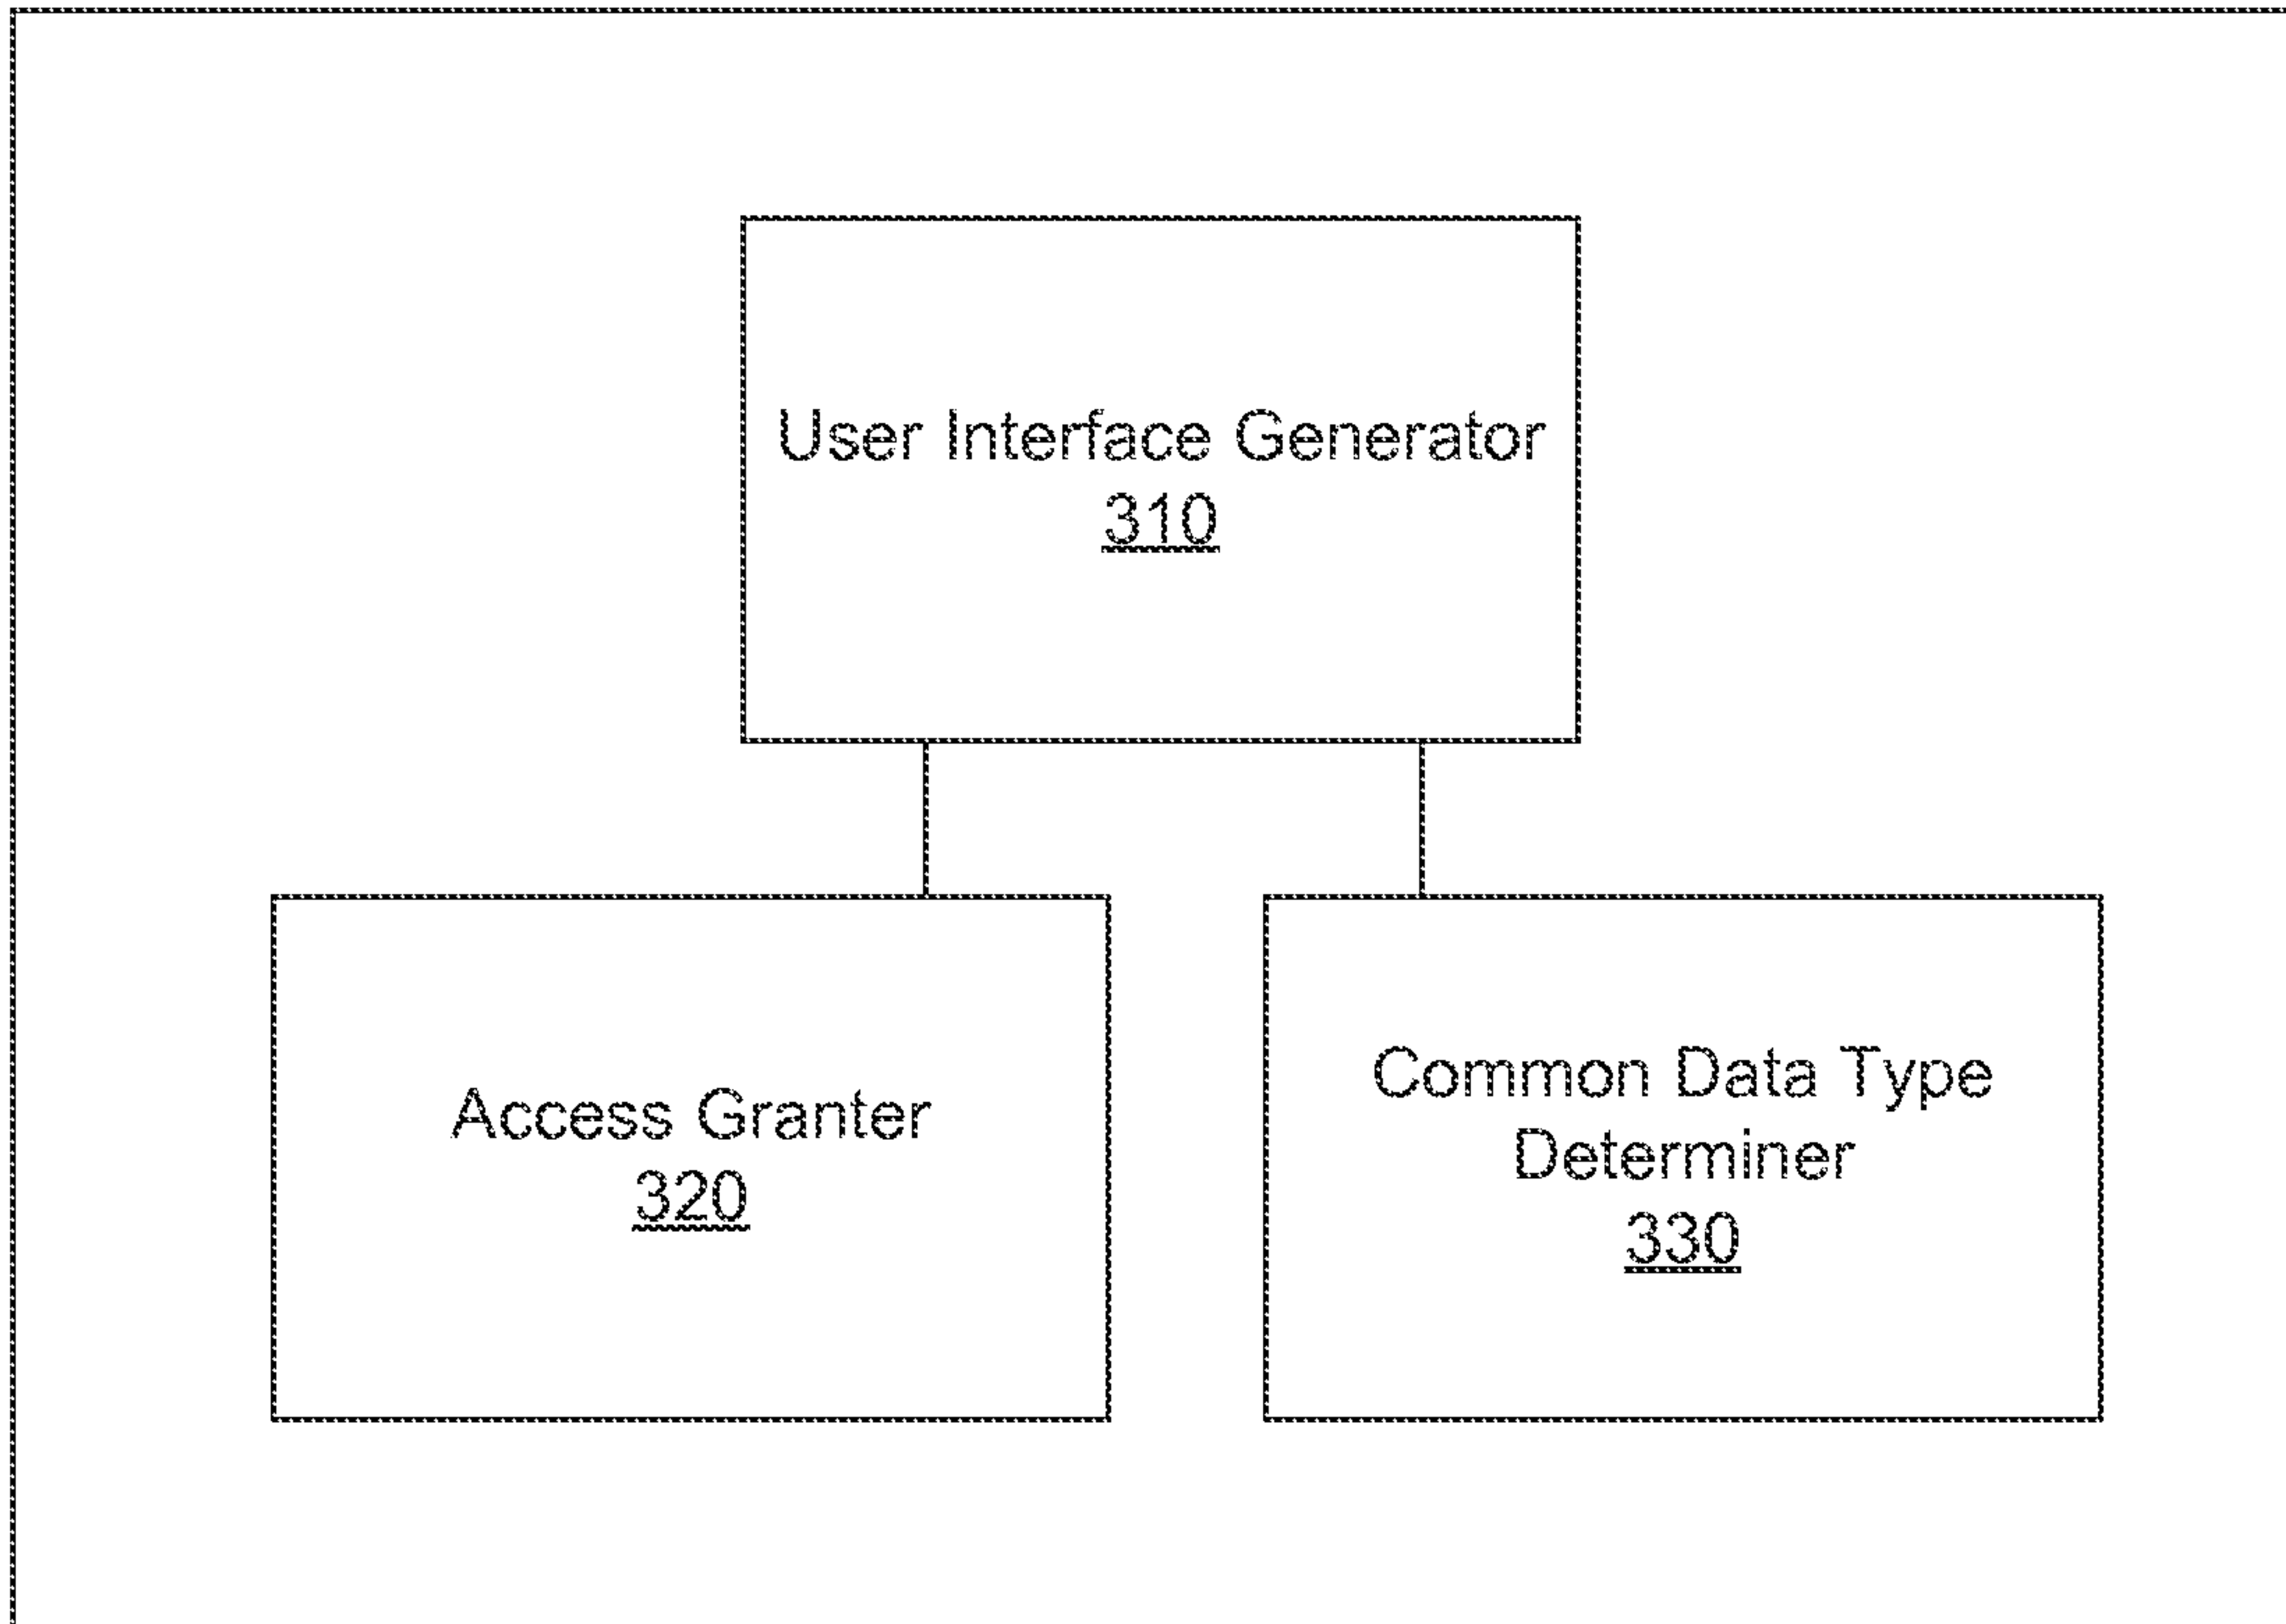 User Interface Generator
310
Access Granter
320
Common Data Type
Determiner
330